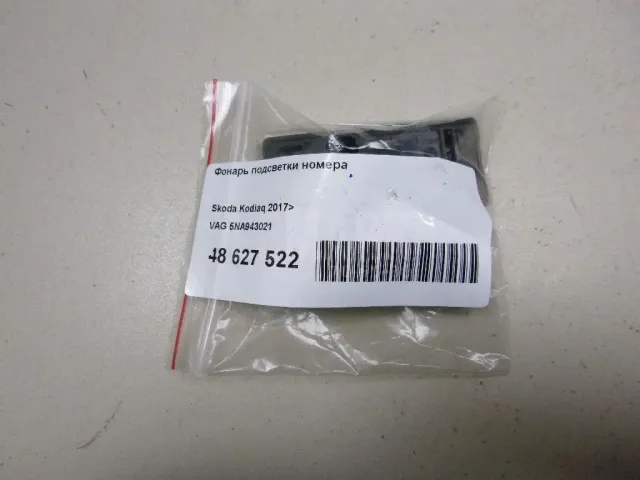 Фонарь подсветки номера
Skoda Kodiaq 2017>
VAG 5NA943021
48 627 522